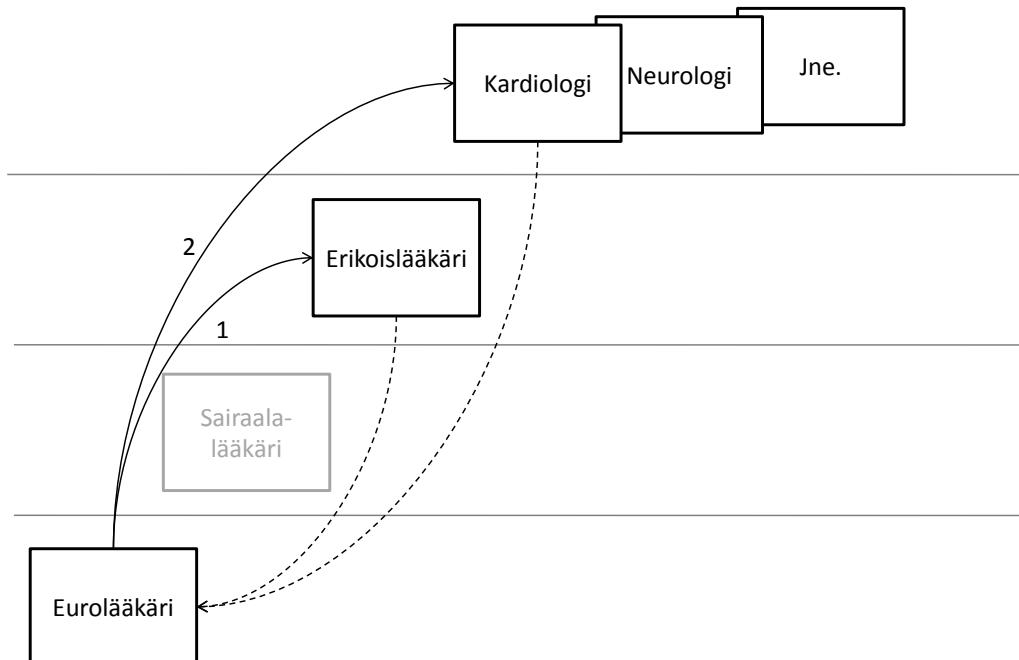 Kardiologi
Neurologi
Jne.
2
Erikoislääkäri
1
Sairaala-
lääkäri
Eurolääkäri